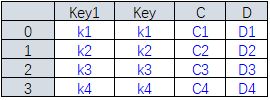 Key1 Key C D
0 k1 k1 C1 D1
1 k2 k2 C2 D2
2 k3 k3 C3 D3
3 k4 k4 C4 D4